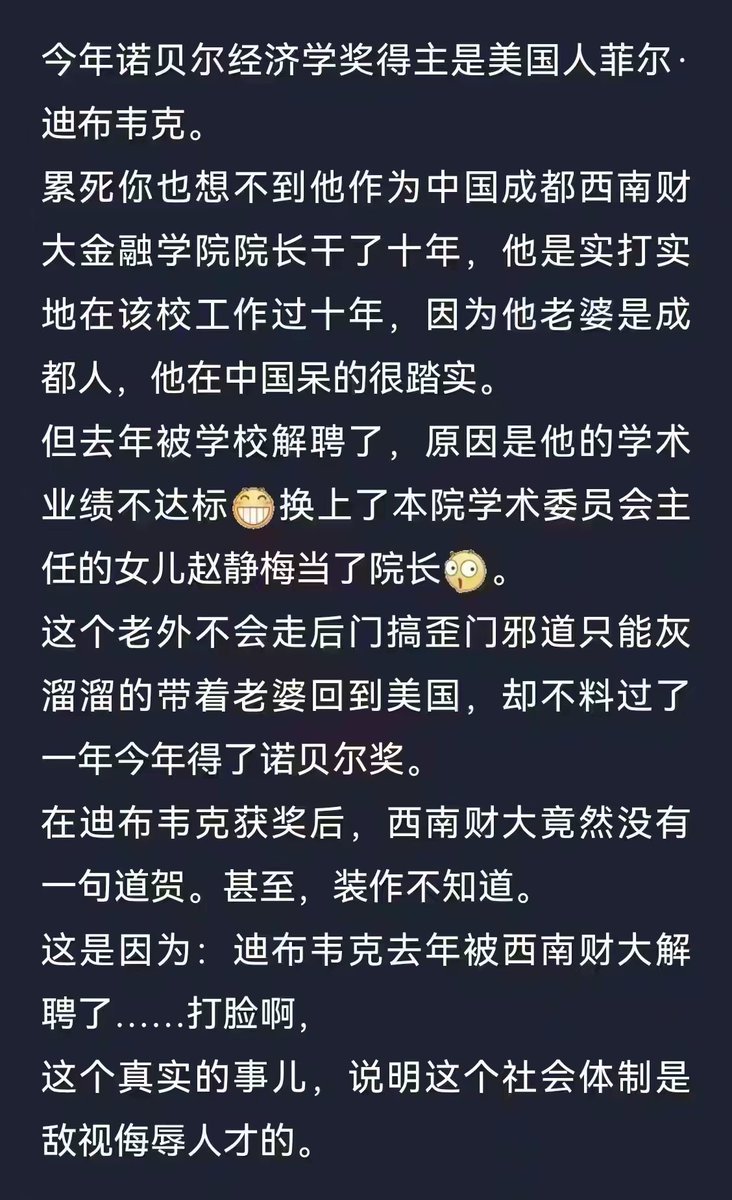 今年诺贝尔经济学奖得主是美国人菲尔·
迪布韦克。
累死你也想不到他作为中国成都西南财
大金融学院院长干了十年，他是实打实
地在该校工作过十年，因为他老婆是成
都人，他在中国呆的很踏实。
但去年被学校解聘了，原因是他的学术
业绩不达标😁换上了本院学术委员会主
任的女儿赵静梅当了院长😲。
这个老外不会走后门搞歪门邪道只能灰
溜溜的带着老婆回到美国，却不料过了
一年今年得了诺贝尔奖。
在迪布韦克获奖后，西南财大竟然没有
一句道贺。甚至，装作不知道。
这是因为：迪布韦克去年被西南财大解
聘了……打脸啊，
这个真实的事儿，说明这个社会体制是
敌视侮辱人才的。